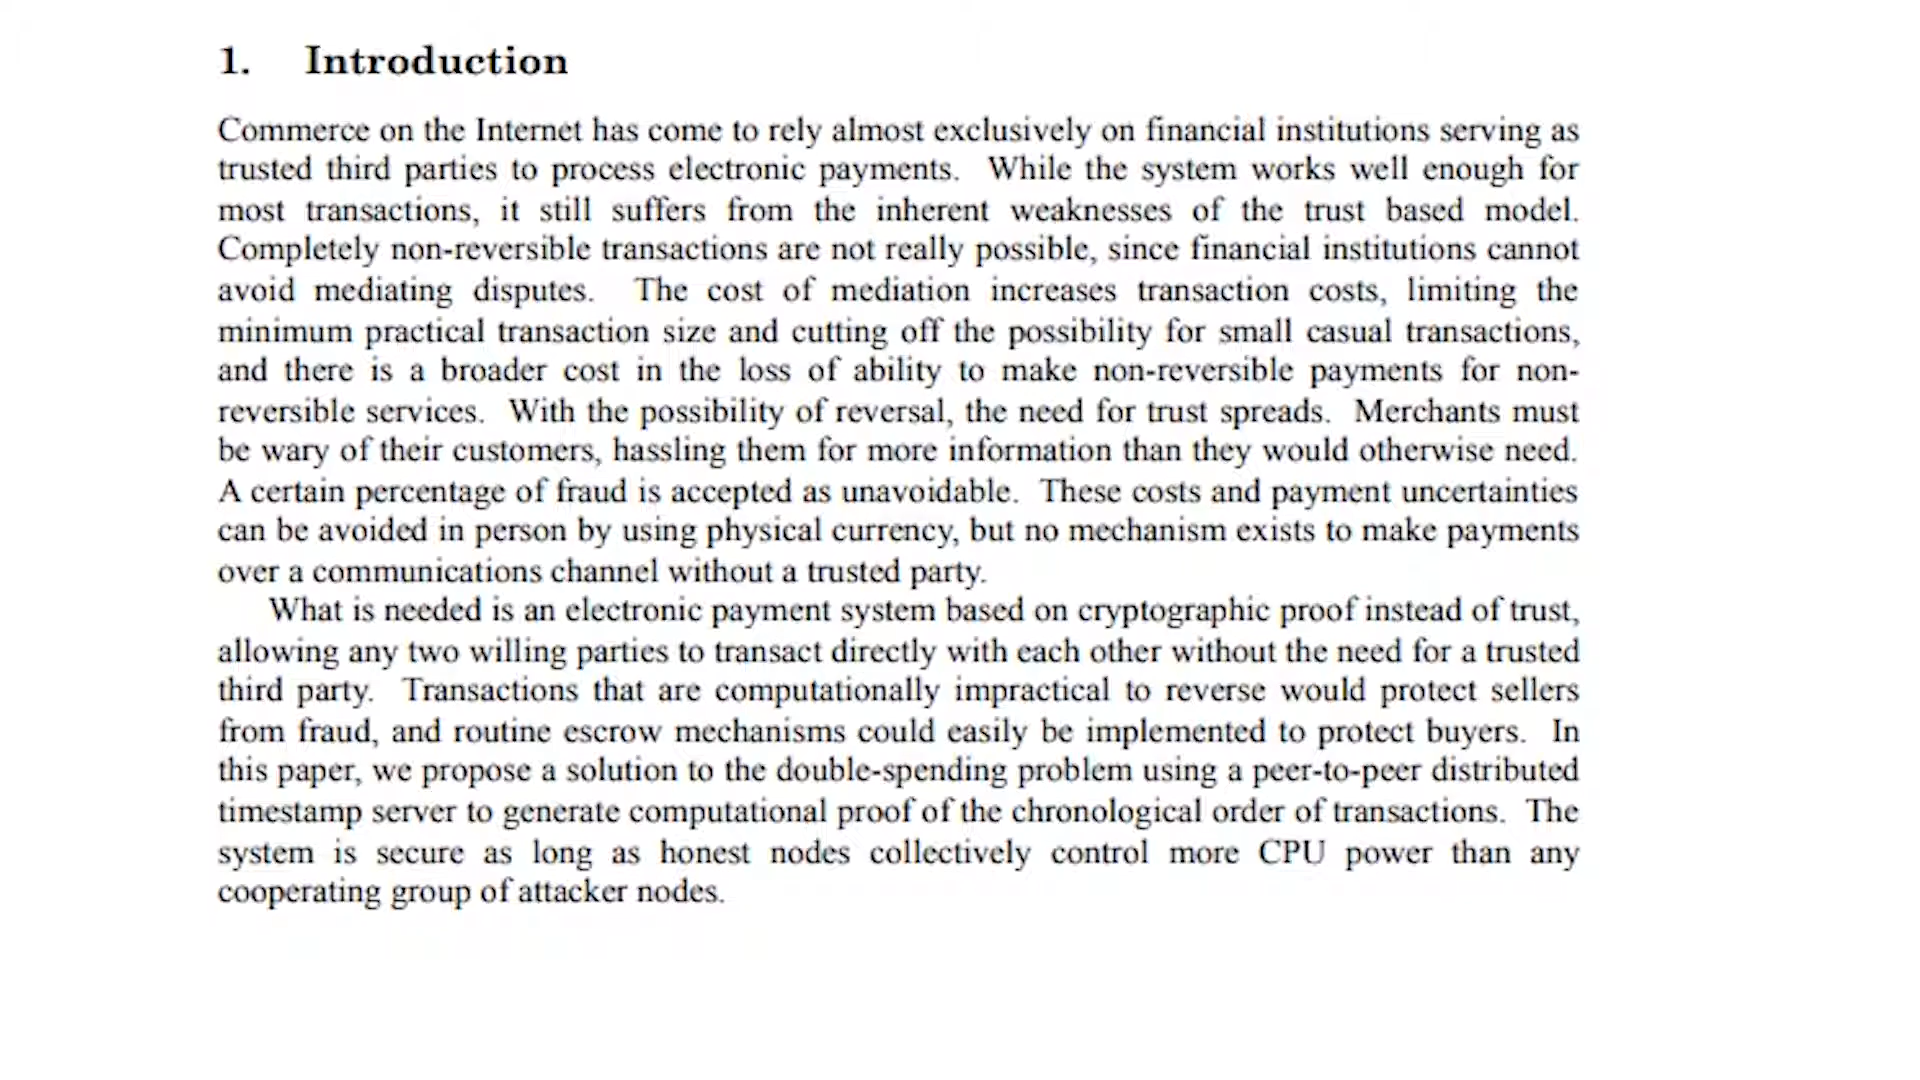 1. Introduction
Commerce on the Internet has come to rely almost exclusively on financial institutions serving as
trusted third parties to process electronic payments. While the system works well enough for
most transactions, it still suffers from the inherent weaknesses of the trust based model.
Completely non-reversible transactions are not really possible, since financial institutions cannot
avoid mediating disputes. The cost of mediation increases transaction costs, limiting the
minimum practical transaction size and cutting off the possibility for small casual transactions,
and there is a broader cost in the loss of ability to make non-reversible payments for non-
reversible services. With the possibility of reversal, the need for trust spreads. Merchants must
be wary of their customers, hassling them for more information than they would otherwise need.
A certain percentage of fraud is accepted as unavoidable. These costs and payment uncertainties
can be avoided in person by using physical currency, but no mechanism exists to make payments
over a communications channel without a trusted party.
What is needed is an electronic payment system based on cryptographic proof instead of trust,
allowing any two willing parties to transact directly with each other without the need for a trusted
third party. Transactions that are computationally impractical to reverse would protect sellers
from fraud, and routine escrow mechanisms could easily be implemented to protect buyers. In
this paper, we propose a solution to the double-spending problem using a peer-to-peer distributed
timestamp server to generate computational proof of the chronological order of transactions. The
system is secure as long as honest nodes collectively control more CPU power than any
cooperating group of attacker nodes.